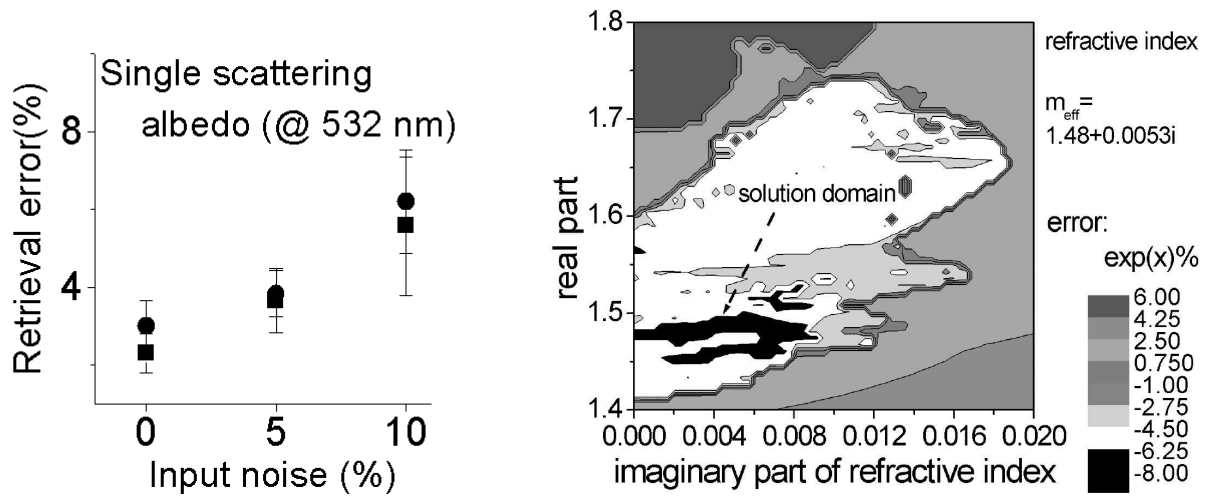 Single scattering
albedo (@ 532 nm)
Retrieval error(%)
8
4
0
5
10
Input noise (%)
1.8
1.7
1.6
1.5
1.4
real part
solution domain
0.000
0.004
0.008
0.012
0.016
0.020
imaginary part of refractive index
refractive index
m_eff=
1.48+0.0053i
error:
exp(x)%
6.00
4.25
2.50
0.750
-1.00
-2.75
-4.50
-6.25
-8.00